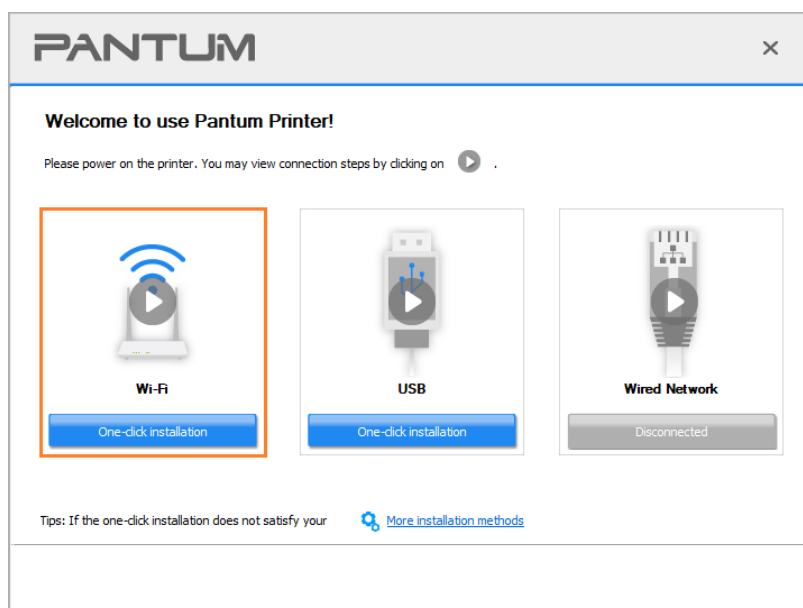 PANTUM
Welcome to use Pantum Printer!
Please power on the printer. You may view connection steps by clicking on .
Wi-Fi
One-click installation
USB
One-click installation
Wired Network
Disconnected
Tips: If the one-click installation does not satisfy your More installation methods